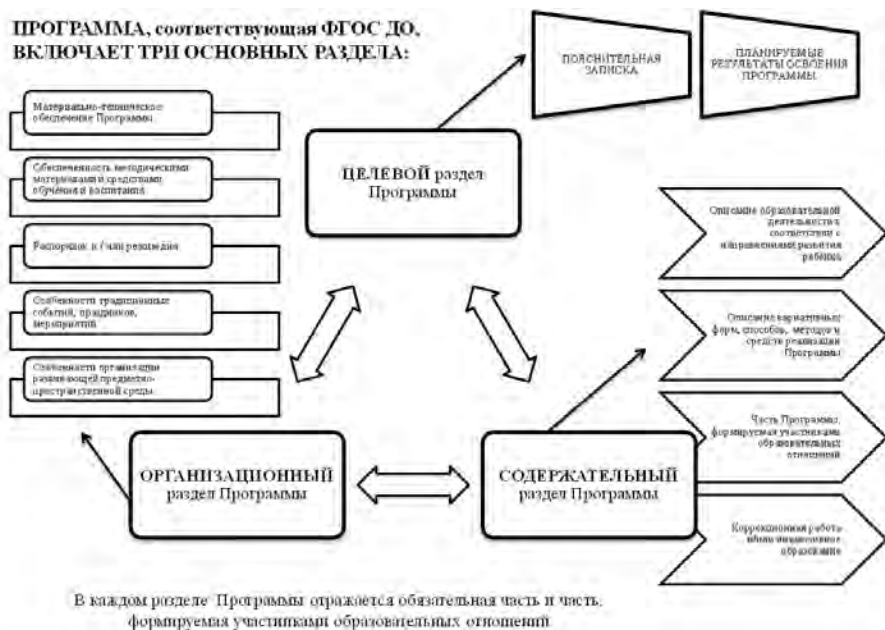 ПРОГРАММА, соответствующая ФГОС ДО,
ВКЛЮЧАЕТ ТРИ ОСНОВНЫХ РАЗДЕЛА:
ПОЯСНИТЕЛЬНАЯ
ЗАПИСКА
ПЛАНИРУЕМЫЕ
РЕЗУЛЬТАТЫ ОСВОЕНИЯ
ПРОГРАММЫ
Материально-техническое
обеспечение Программы
Обеспеченность методическими
материалами и средствами
обучения и воспитания
Распорядок и / или режим дня
Особенности традиционных
событий, праздников,
мероприятий
Особенности организации
развивающей предметно-
пространственной среды
ЦЕЛЕВОЙ раздел
Программы
Описание образовательной
деятельности в
соответствии с
направлениями развития
ребенка
Описание вариативных
форм, способов, методов и
средств реализации
Программы
Часть Программы,
формируемая участниками
образовательных
отношений
Коррекционная работа
и/или инклюзивное
образование
ОРГАНИЗАЦИОННЫЙ
раздел Программы
СОДЕРЖАТЕЛЬНЫЙ
раздел Программы
В каждом разделе Программы отражается обязательная часть и часть,
формируемая участниками образовательных отношений